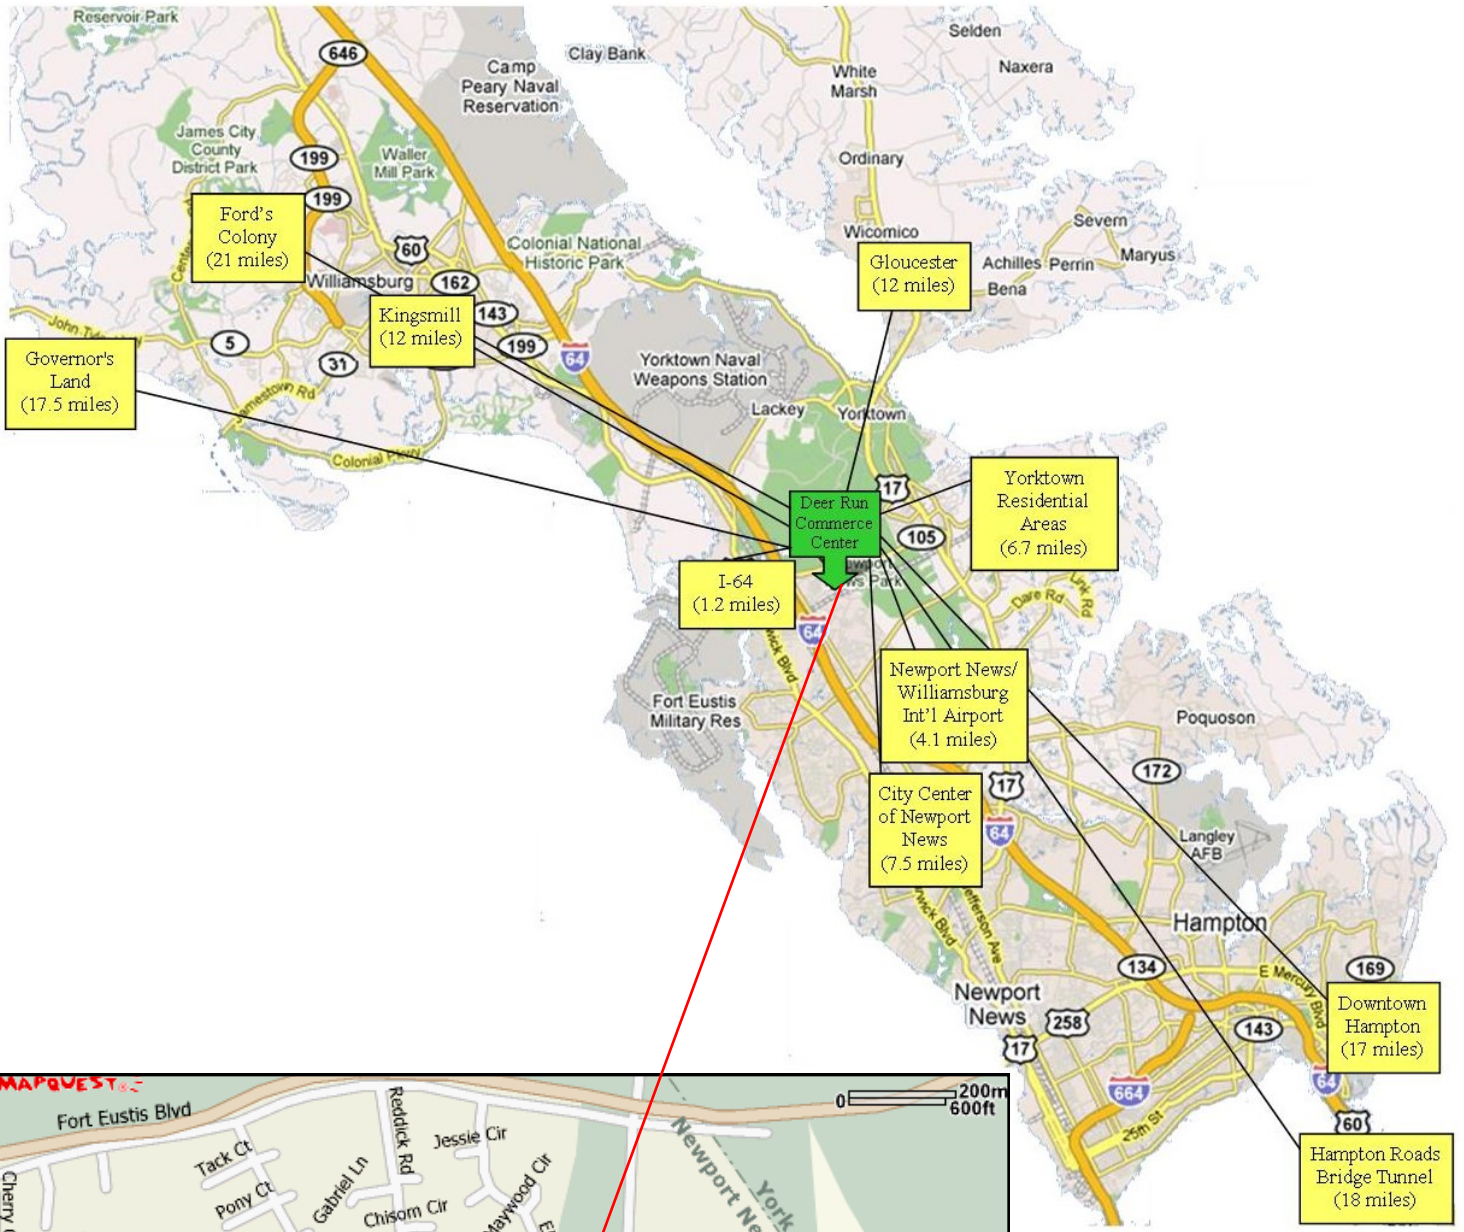 Reservoir Park
646
Clay Bank
Selden
Naxera
White
Marsh
Camp
Peary Naval
Reservation
James City
County
District Park
Waller
Mill Park
199
199
Ordinary
Ford's
Colony
(21 miles)
60
Williamsburg
162
143
199
Colonial National
Historic Park
Wicomico
Severn
Maryus
Achilles
Perrin
Bena
Gloucester
(12 miles)
Kingsmill
(12 miles)
5
31
64
Governor's
Land
(17.5 miles)
Jamestown Rd
Colonial Pkwy
Yorktown Naval
Weapons Station
Lackey
Yorktown
17
Deer Run
Commerce
Center
105
Yorktown
Residential
Areas
(6.7 miles)
I-64
(1.2 miles)
64
Dare Rd
Link Rd
Fort Eustis
Military Res
Newport News/
Williamsburg
Int'l Airport
(4.1 miles)
Poquoson
172
17
64
City Center
of Newport
News
(7.5 miles)
Langley
AFB
Hampton
134
E Mercury Blvd
169
Newport
News
258
17
143
Downtown
Hampton
(17 miles)
664
64
60
25th St
Hampton Roads
Bridge Tunnel
(18 miles)
MAPQUEST
0
200m
600ft
Fort Eustis Blvd
Reddick Rd
Jessie Cir
Tack Ct
Pony Ct
Gabriel Ln
Chisom Cir
Maywood Cir
Cherry
Newport Ne
York